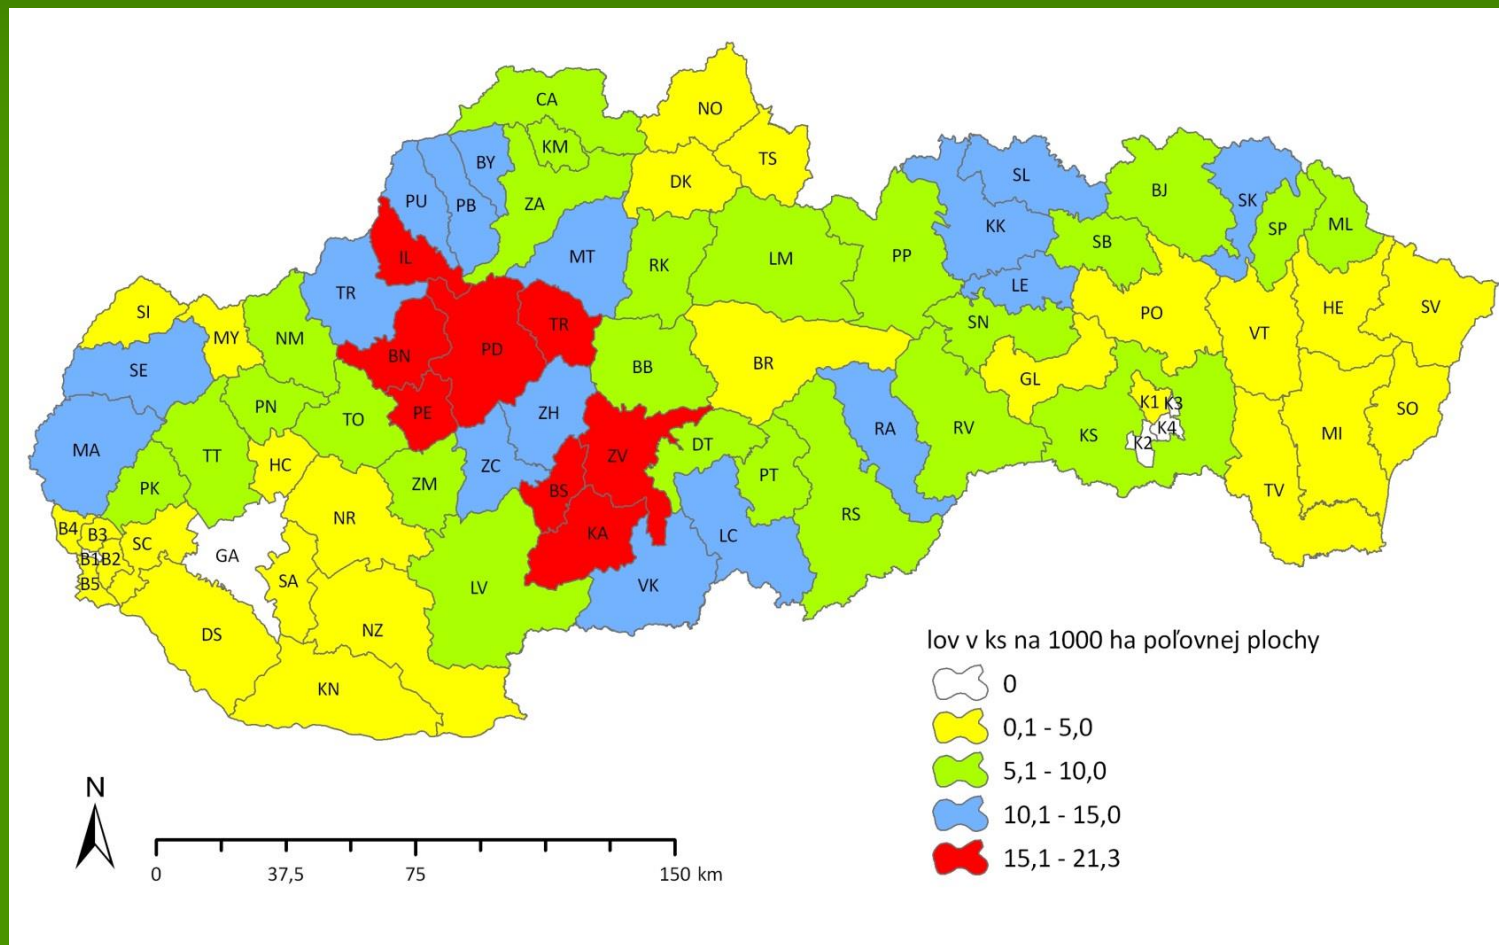 CA
NO
KM
TS
BY
DK
PU
PB
ZA
SL
BJ
SK
KK
SP
ML
SB
IL
MT
RK
LM
PP
TR
LE
SI
MY
NM
TR
SN
PO
VT
HE
SV
SE
BN
PD
BB
BR
GL
PN
TO
PE
ZH
K1
K3
SO
MA
TT
HC
ZC
ZV
DT
RA
RV
KS
K4
K2
MI
PK
ZM
BS
PT
TV
NR
RS
B4
B3
SC
GA
KA
LC
B1
B2
B5
SA
LV
VK
DS
NZ
KN
lov v ks na 1000 ha poľovnej plochy
0
0,1 - 5,0
5,1 - 10,0
10,1 - 15,0
15,1 - 21,3
N
0 37,5 75 150 km